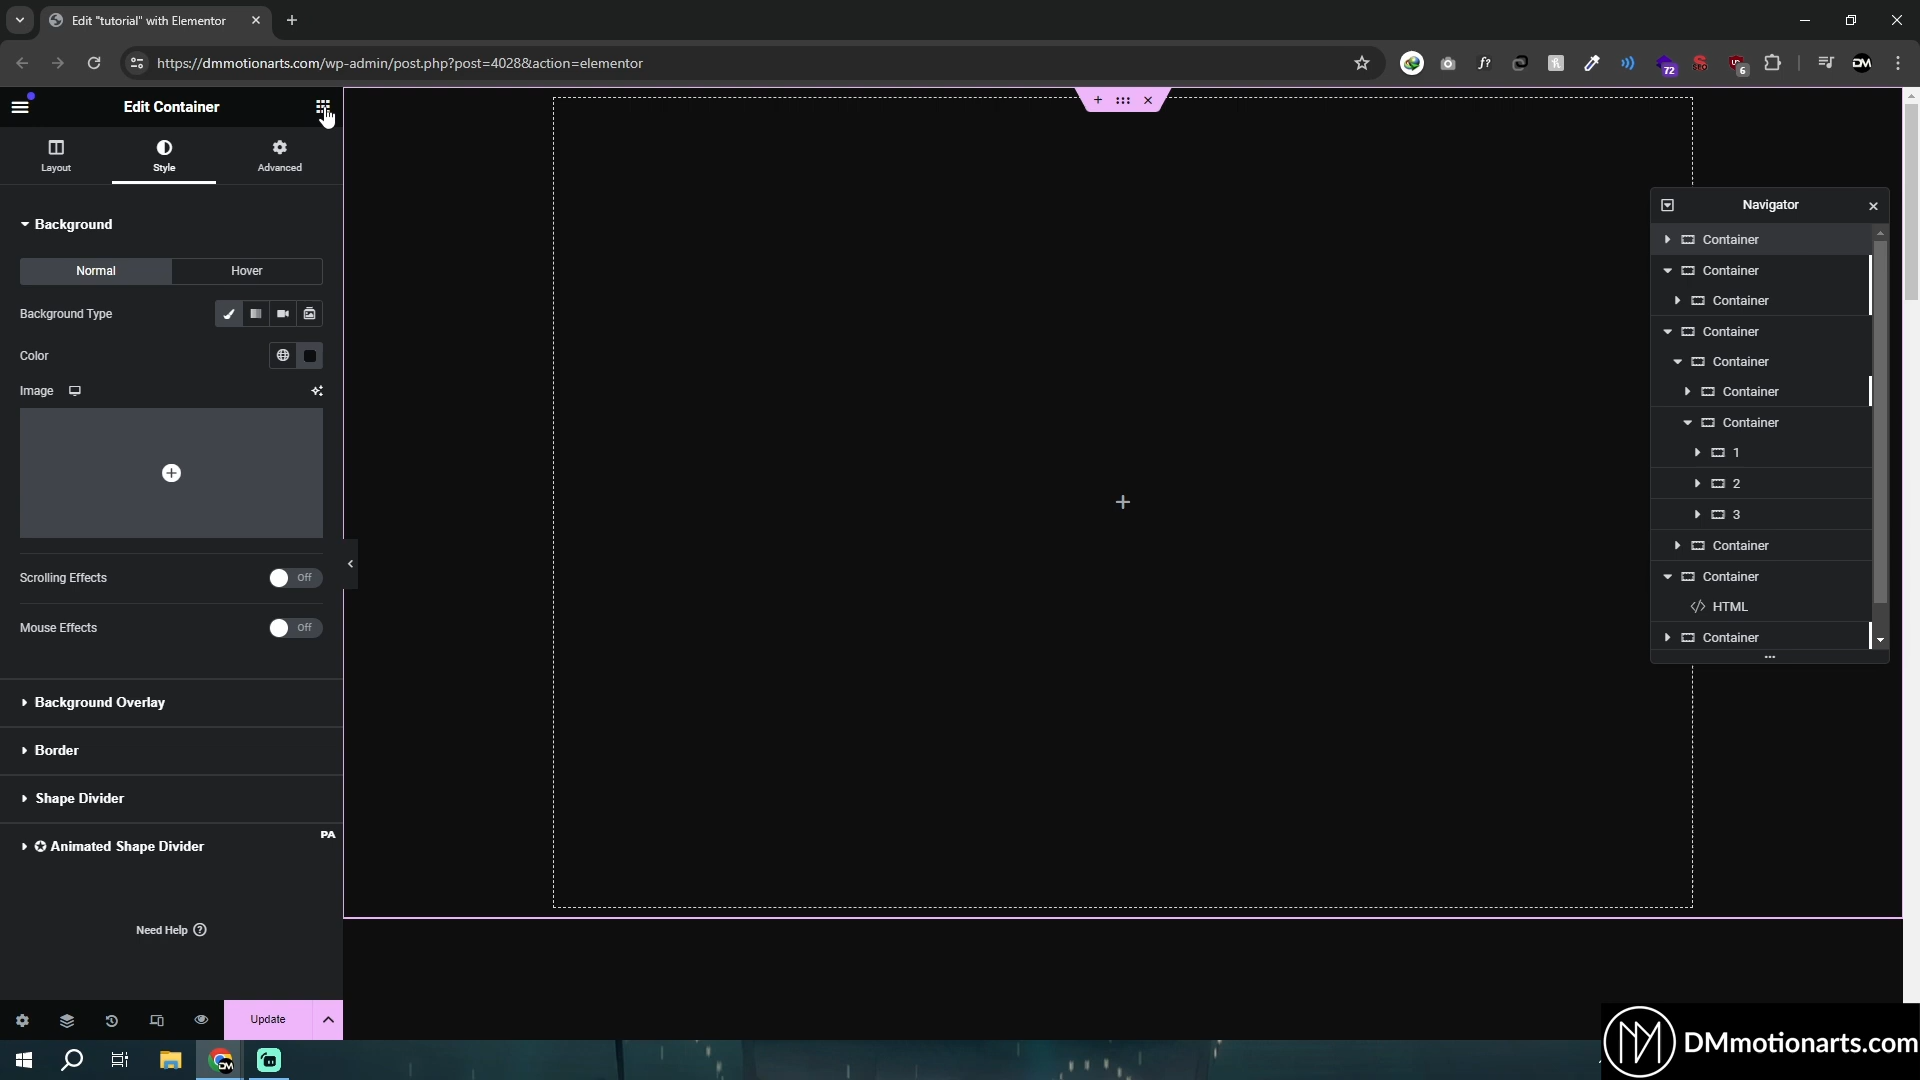 Edit "tutorial" with Elementor
https://dmmotionarts.com/wp-admin/post.php?post=4028&action=elementor
f?
72
6
DM
Edit Container
Layout
Style
Advanced
Background
Normal
Hover
Background Type
Color
Image
Scrolling Effects
Off
Mouse Effects
Off
Background Overlay
Border
Shape Divider
PA
Animated Shape Divider
Need Help
Update
Navigator
Container
Container
Container
Container
Container
Container
Container
1
2
3
Container
Container
HTML
Container
DMmotionarts.com